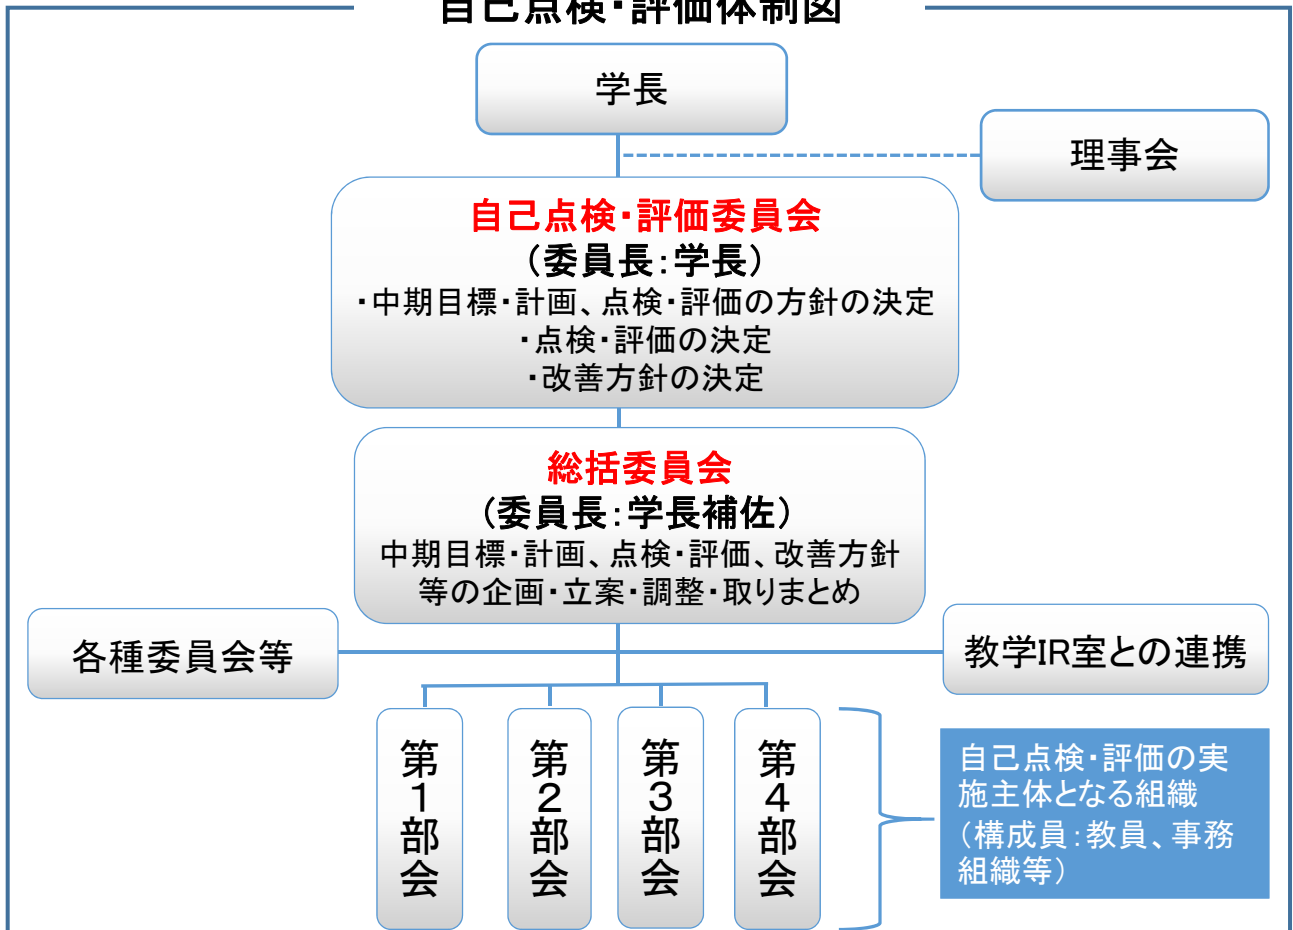 自己点検・評価体制図
学長
理事会
自己点検・評価委員会
（委員長：学長）
・中期目標・計画、点検・評価の方針の決定
・点検・評価の決定
・改善方針の決定
総括委員会
（委員長：学長補佐）
中期目標・計画、点検・評価、改善方針
等の企画・立案・調整・取りまとめ
各種委員会等
教学IR室との連携
第１部会
第２部会
第３部会
第４部会
自己点検・評価の実
施主体となる組織
（構成員：教員、事務
組織等）